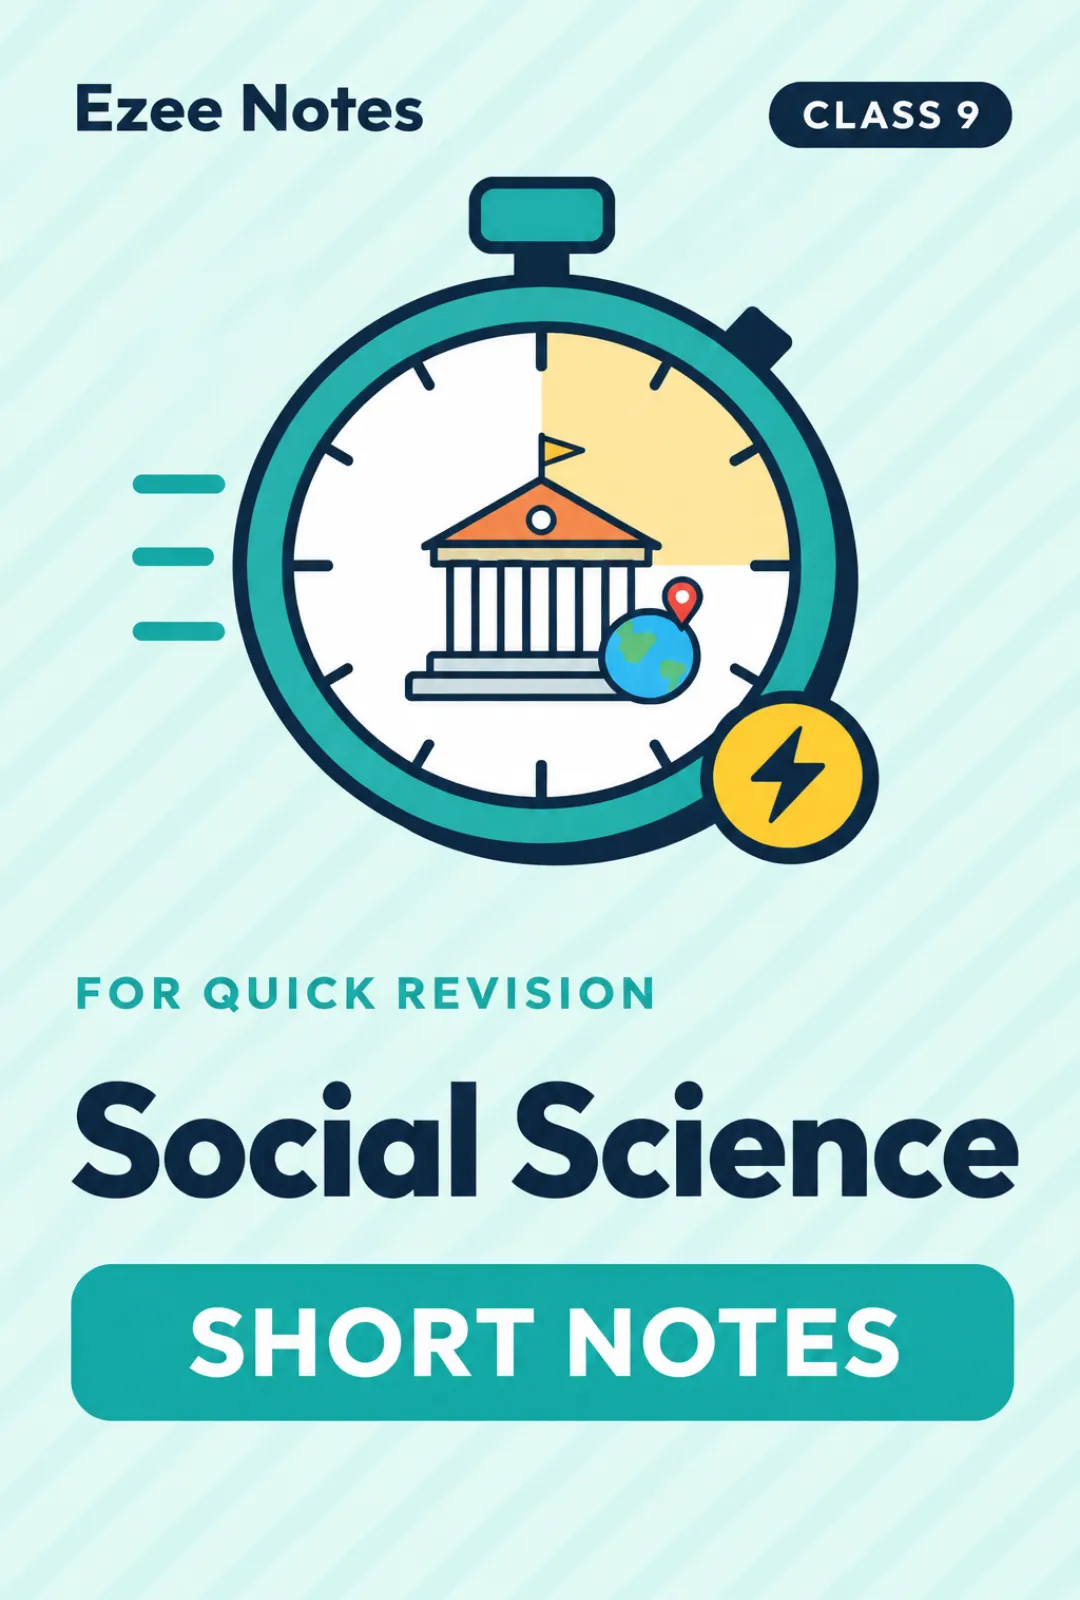 Ezee Notes
CLASS 9
FOR QUICK REVISION
Social Science
SHORT NOTES